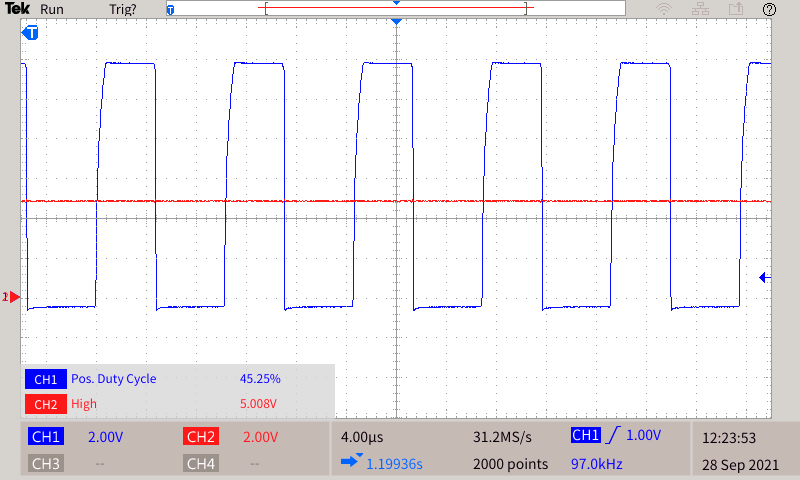 Tek Run Trig?
T
?
T
2
CH1 Pos. Duty Cycle 45.25%
CH2 High 5.008V
CH1 2.00V CH2 2.00V 4.00µs 31.2MS/s CH1 1.00V 12:23:53
CH3 -- CH4 -- 1.19936s 2000 points 97.0kHz 28 Sep 2021